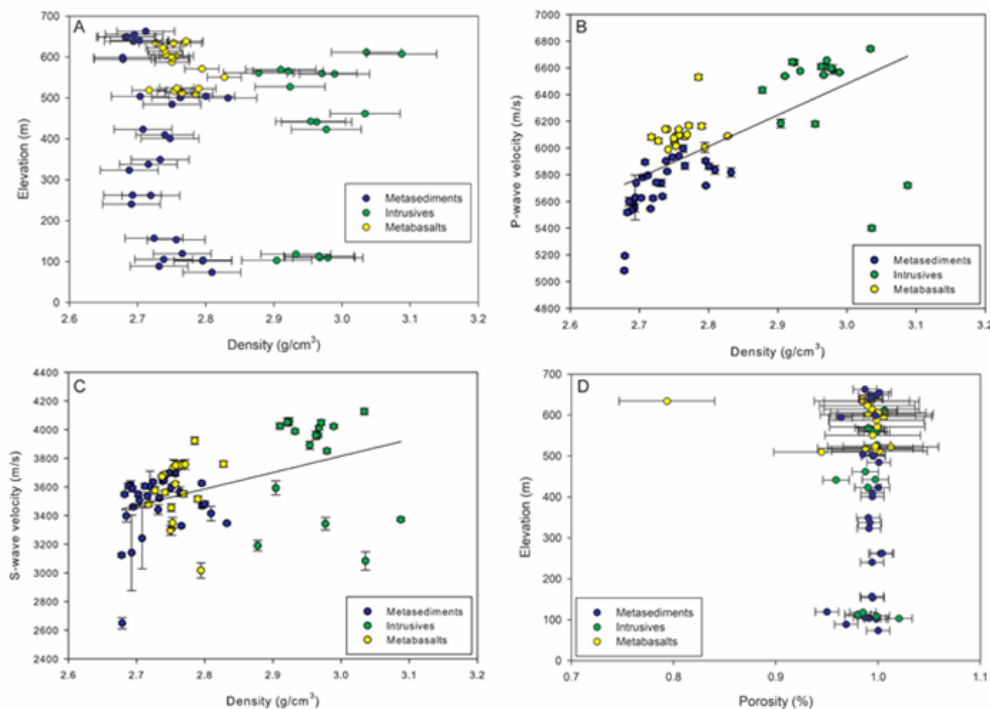 A
700
600
500
400
300
200
100
0
Elevation (m)
Metasediments
Intrusives
Metabasalts
2.6 2.7 2.8 2.9 3.0 3.1 3.2
Density (g/cm³)
B
7000
6800
6600
6400
6200
6000
5800
5600
5400
5200
5000
4800
P-wave velocity (m/s)
Metasediments
Intrusives
Metabasalts
2.6 2.7 2.8 2.9 3.0 3.1 3.2
Density (g/cm³)
C
4400
4200
4000
3800
3600
3400
3200
3000
2800
2600
2400
S-wave velocity (m/s)
Metasediments
Intrusives
Metabasalts
2.6 2.7 2.8 2.9 3.0 3.1 3.2
Density (g/cm³)
D
700
600
500
400
300
200
100
0
Elevation (m)
Metasediments
Intrusives
Metabasalts
0.7 0.8 0.9 1.0 1.1
Porosity (%)